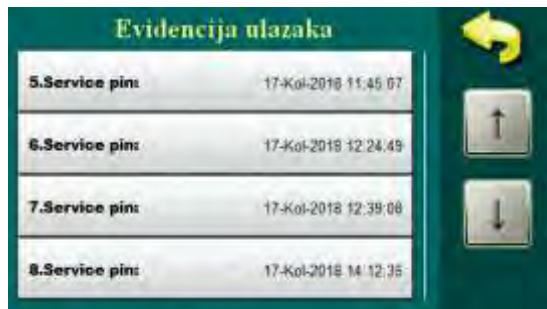 Evidencija ulazaka
5.Service pin: 17-Kol-2018 11:45:07
6.Service pin: 17-Kol-2018 12:24:49
7.Service pin: 17-Kol-2018 12:39:06
8.Service pin: 17-Kol-2018 14:12:35